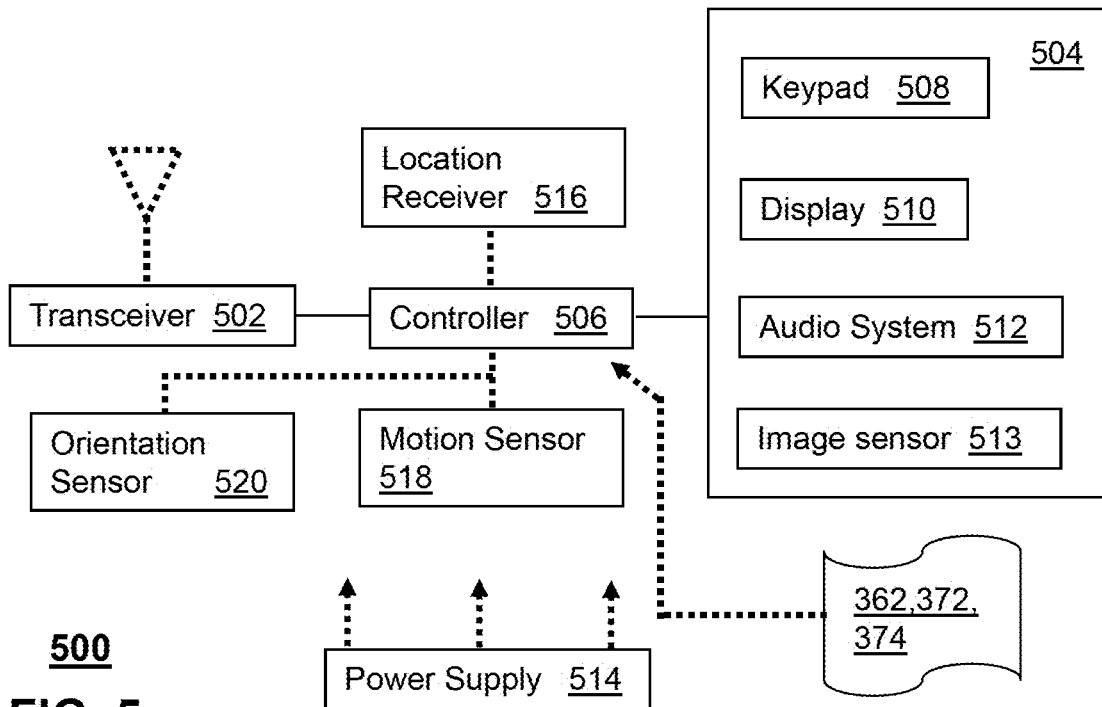 504
Keypad 508
Location
Receiver 516
Display 510
Transceiver 502
Controller 506
Audio System 512
Orientation
Sensor 520
Motion Sensor
518
Image sensor 513
362,372,
374
500
Power Supply 514
FIG. 5